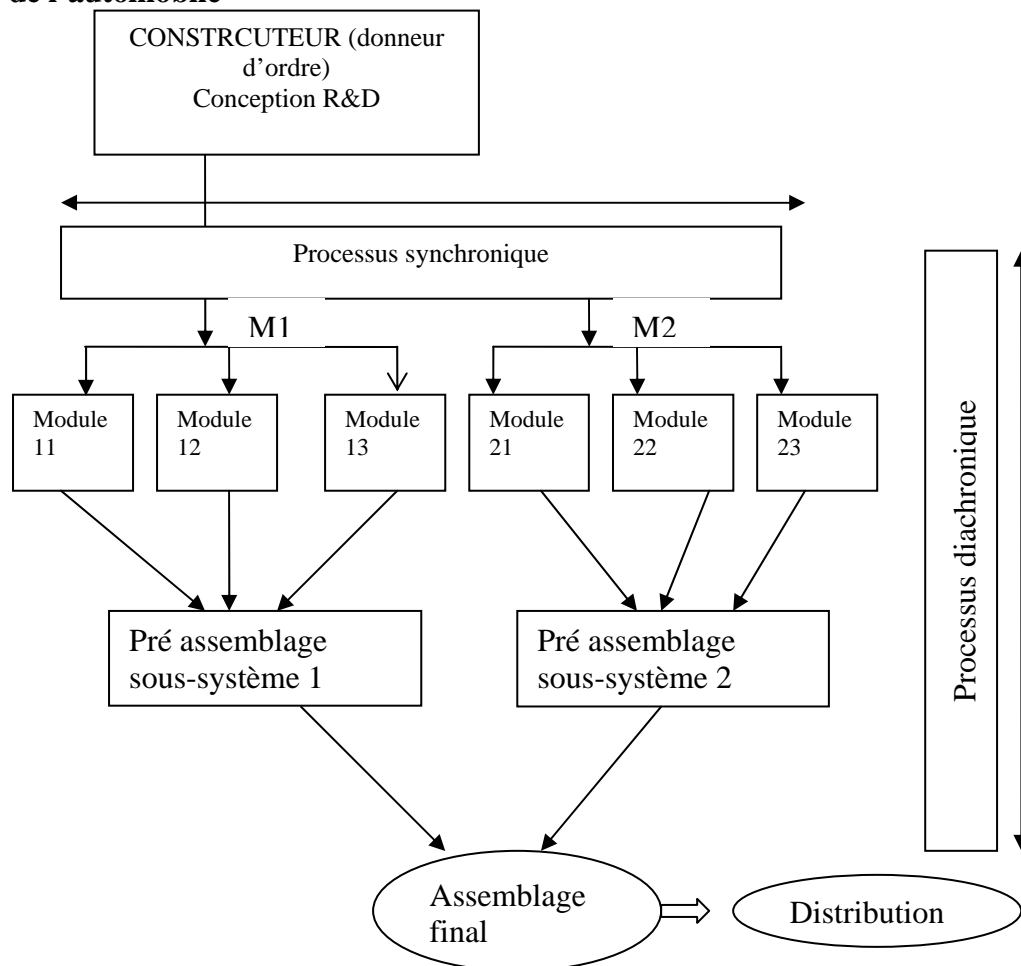 de l'automobile
CONSTRCUTEUR (donneur
d'ordre)
Conception R&D
Processus synchronique
M1
M2
Module
11
Module
12
Module
13
Module
21
Module
22
Module
23
Pré assemblage
sous-système 1
Pré assemblage
sous-système 2
Processus diachronique
Assemblage
final
Distribution